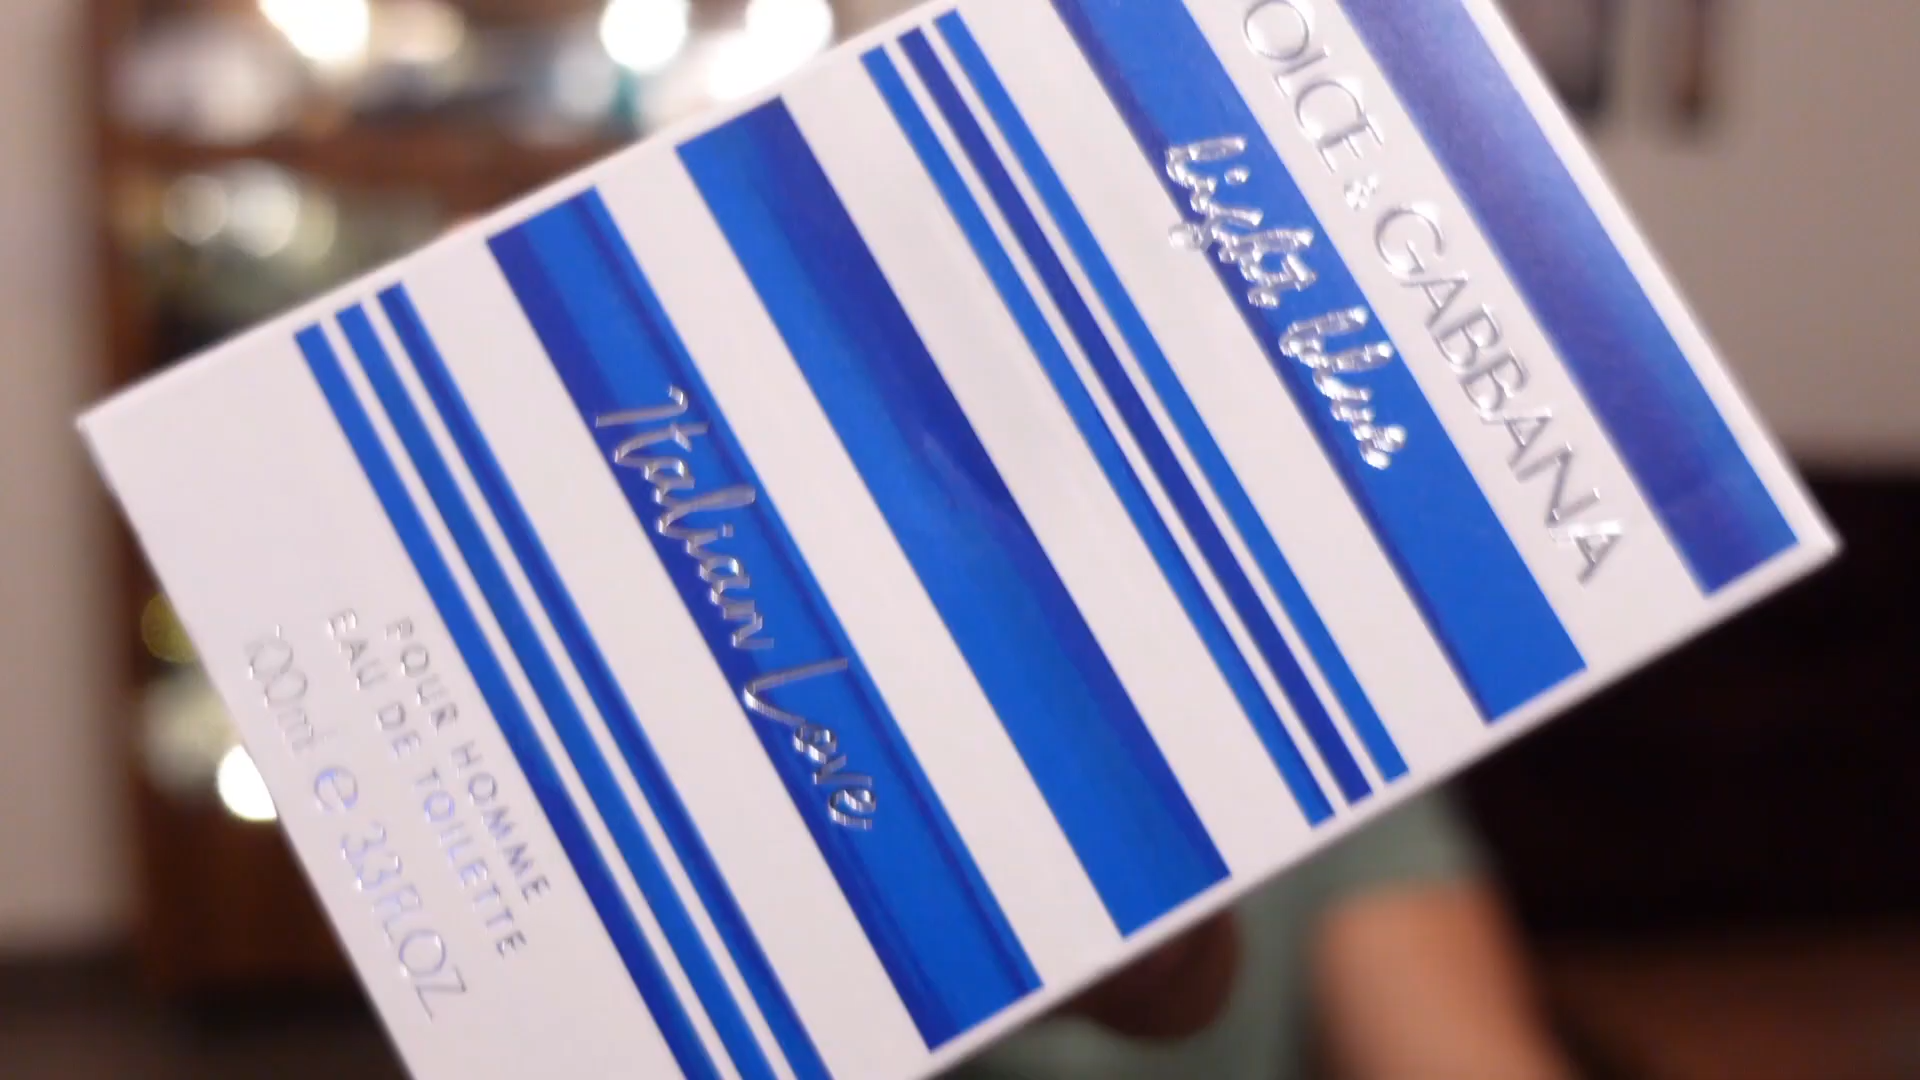 DOLCE & GABBANA
light blue
Italian Love
POUR HOMME
EAU DE TOILETTE
100ml e 3.3FL.OZ